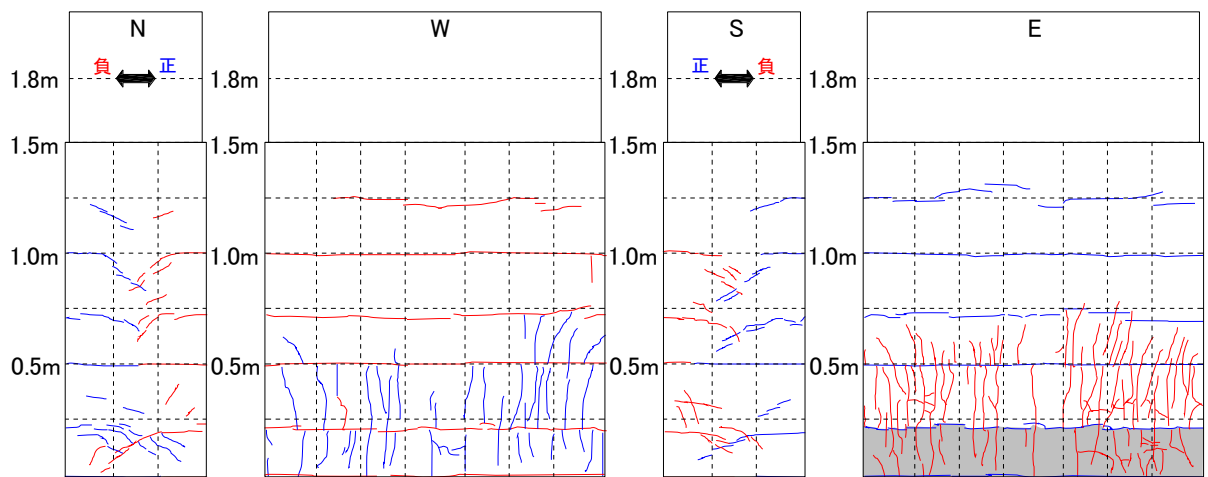 N W S E
負 正 正 負
1.8m 1.8m 1.8m 1.8m
1.5m 1.5m 1.5m 1.5m
1.0m 1.0m 1.0m 1.0m
0.5m 0.5m 0.5m 0.5m